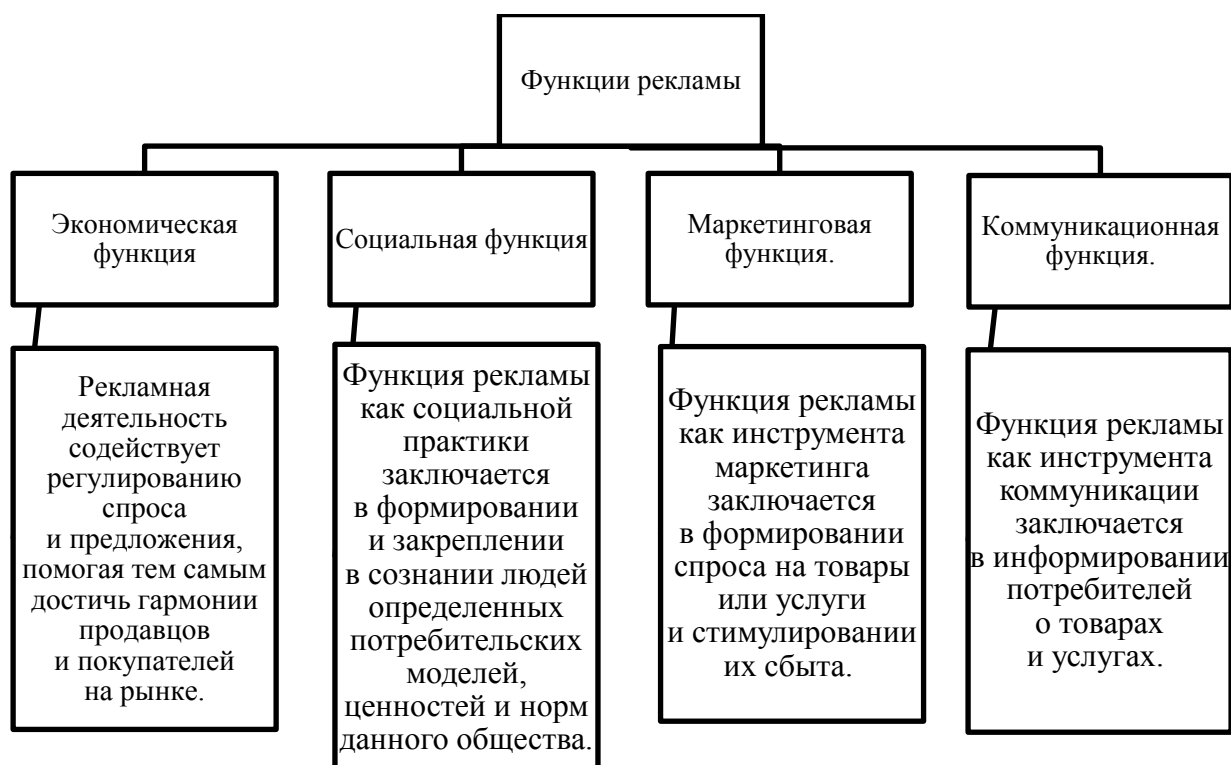 Функции рекламы
Экономическая
функция
Социальная функция
Маркетинговая
функция.
Коммуникационная
функция.
Рекламная
деятельность
содействует
регулированию
спроса
и предложения,
помогая тем самым
достичь гармонии
продавцов
и покупателей
на рынке.
Функция рекламы
как социальной
практики
заключается
в формировании
и закреплении
в сознании людей
определенных
потребительских
моделей,
ценностей и норм
данного общества.
Функция рекламы
как инструмента
маркетинга
заключается
в формировании
спроса на товары
или услуги
и стимулировании
их сбыта.
Функция рекламы
как инструмента
коммуникации
заключается
в информировании
потребителей
о товарах
и услугах.